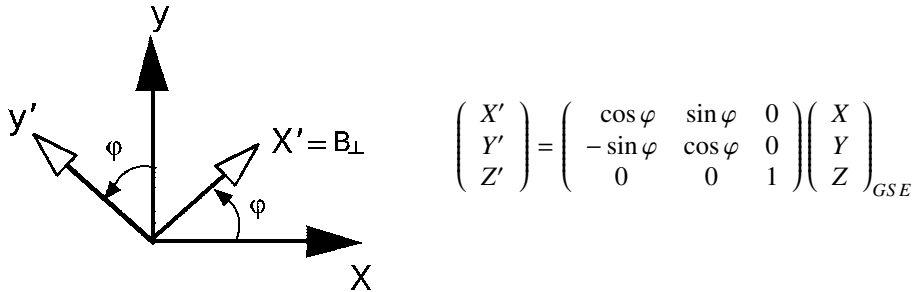 y
y'
φ
X' = B⊥
φ
X
( X' ) = ( cos φ sin φ 0 ) ( X )
( Y' ) = ( − sin φ cos φ 0 ) ( Y )
( Z' ) = ( 0 0 1 ) ( Z ) GSE